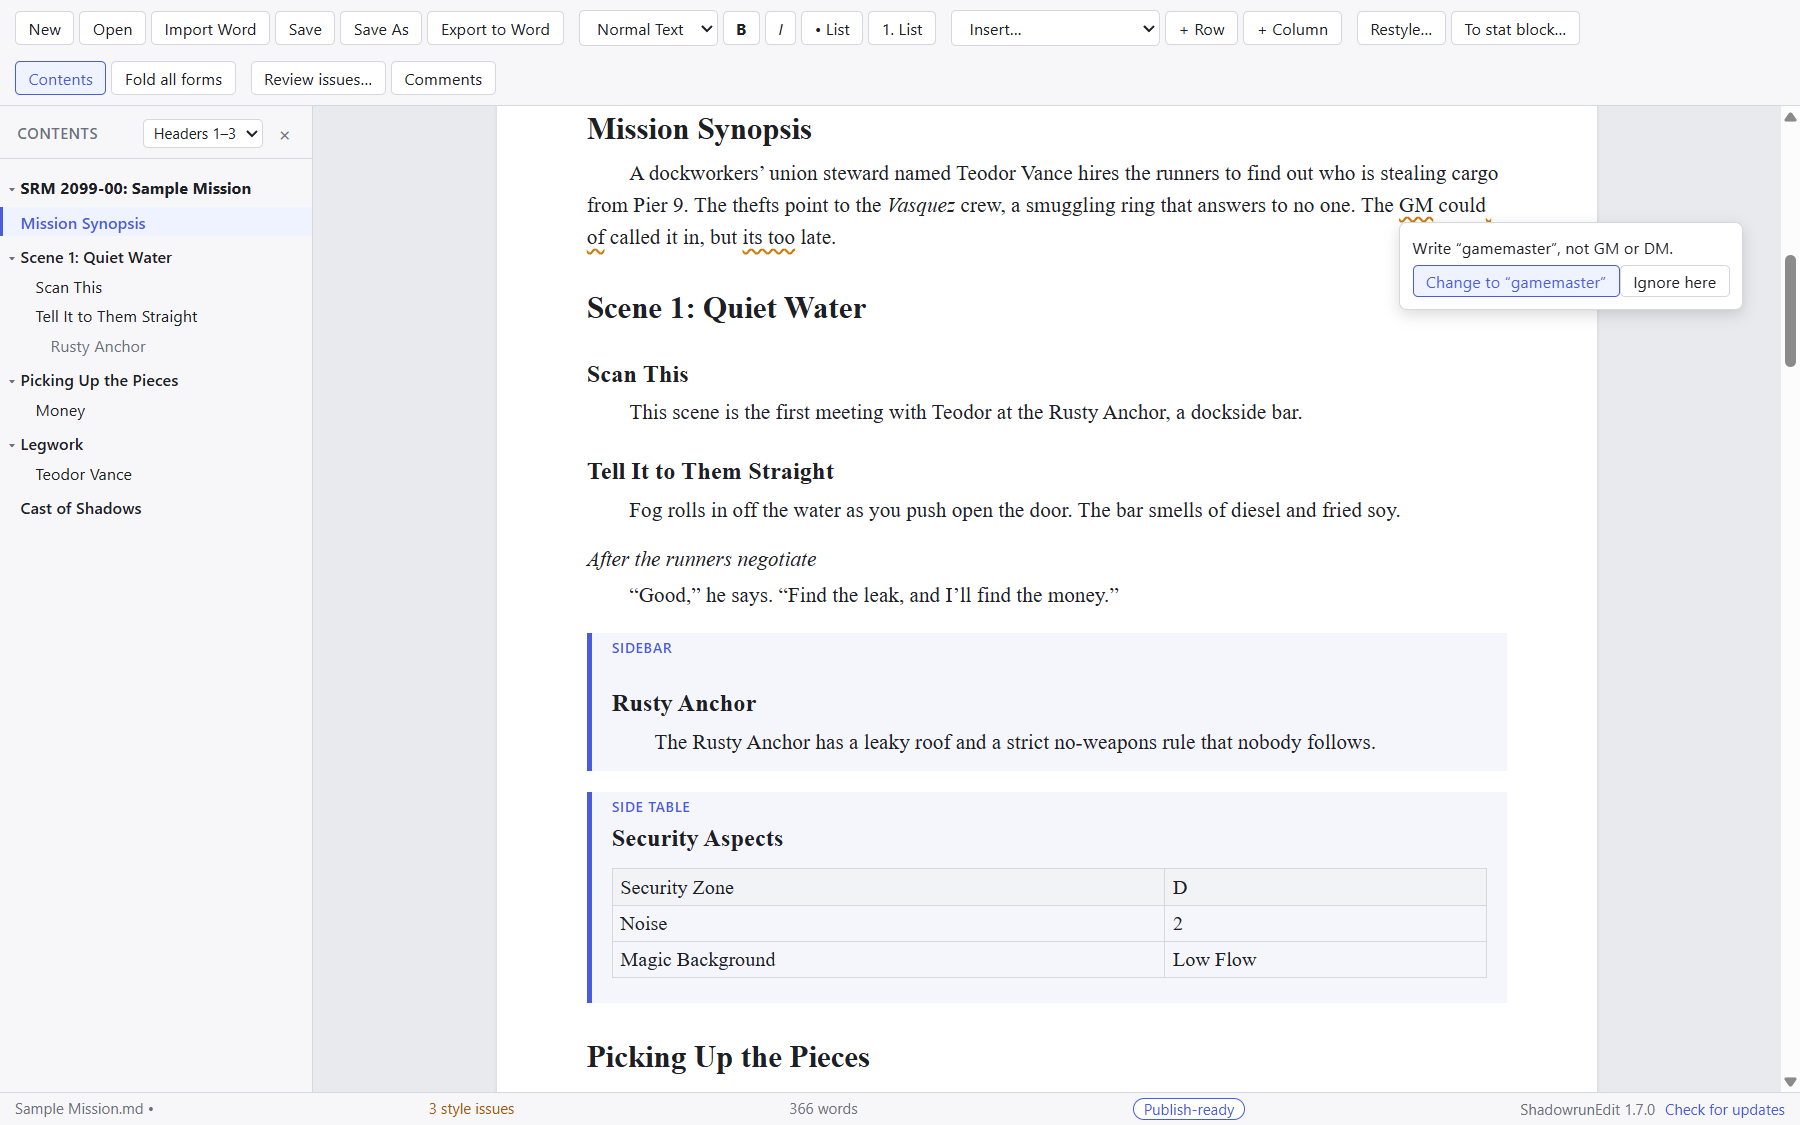 New Open Import Word Save Save As Export to Word Normal Text B I • List 1. List Insert... + Row + Column Restyle... To stat block...
Contents Fold all forms Review issues... Comments
CONTENTS Headers 1–3 ×
SRM 2099-00: Sample Mission
Mission Synopsis
Scene 1: Quiet Water
Scan This
Tell It to Them Straight
Rusty Anchor
Picking Up the Pieces
Money
Legwork
Teodor Vance
Cast of Shadows
Mission Synopsis
A dockworkers’ union steward named Teodor Vance hires the runners to find out who is stealing cargo
from Pier 9. The thefts point to the Vasquez crew, a smuggling ring that answers to no one. The GM could
of called it in, but its too late.
Write “gamemaster”, not GM or DM.
Change to “gamemaster” Ignore here
Scene 1: Quiet Water
Scan This
This scene is the first meeting with Teodor at the Rusty Anchor, a dockside bar.
Tell It to Them Straight
Fog rolls in off the water as you push open the door. The bar smells of diesel and fried soy.
After the runners negotiate
“Good,” he says. “Find the leak, and I’ll find the money.”
SIDEBAR
Rusty Anchor
The Rusty Anchor has a leaky roof and a strict no-weapons rule that nobody follows.
SIDE TABLE
Security Aspects
Security Zone D
Noise 2
Magic Background Low Flow
Picking Up the Pieces
Sample Mission.md • 3 style issues 366 words Publish-ready ShadowrunEdit 1.7.0 Check for updates